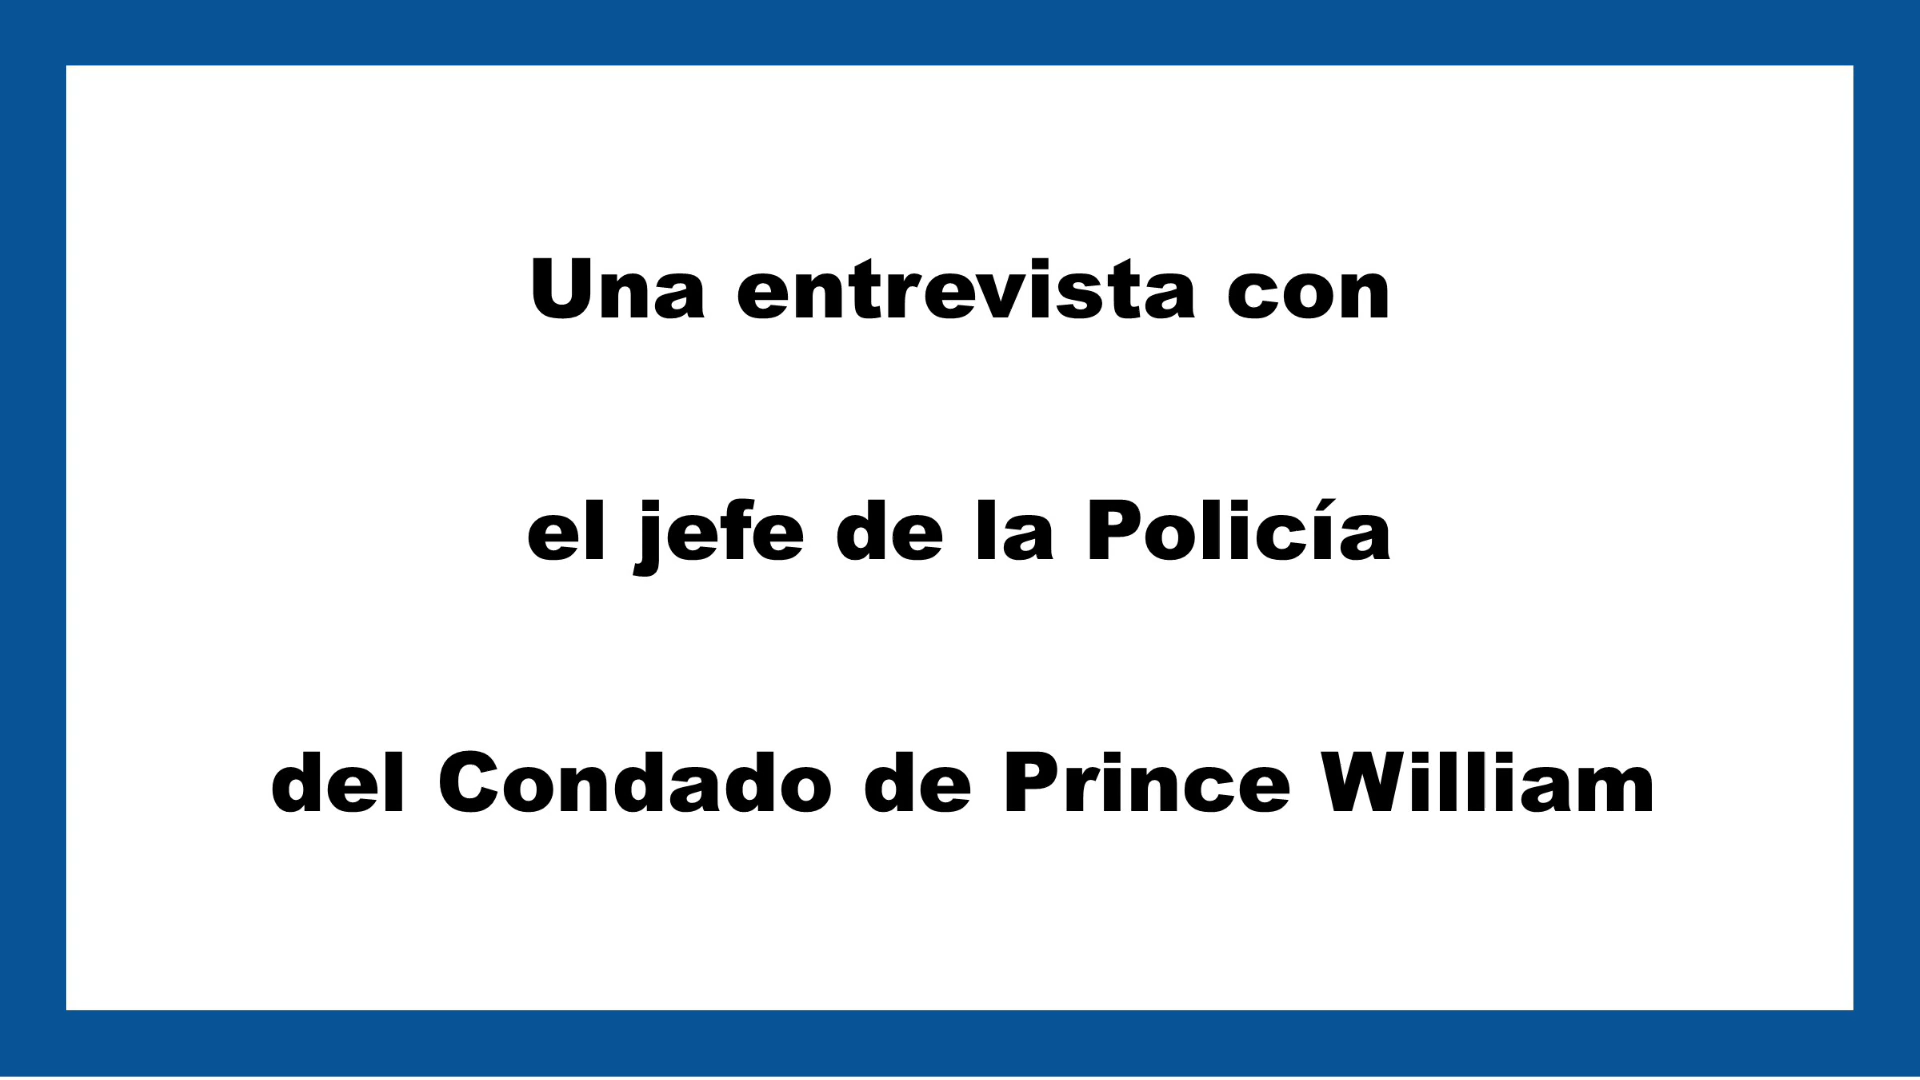 Una entrevista con
el jefe de la Policía
del Condado de Prince William